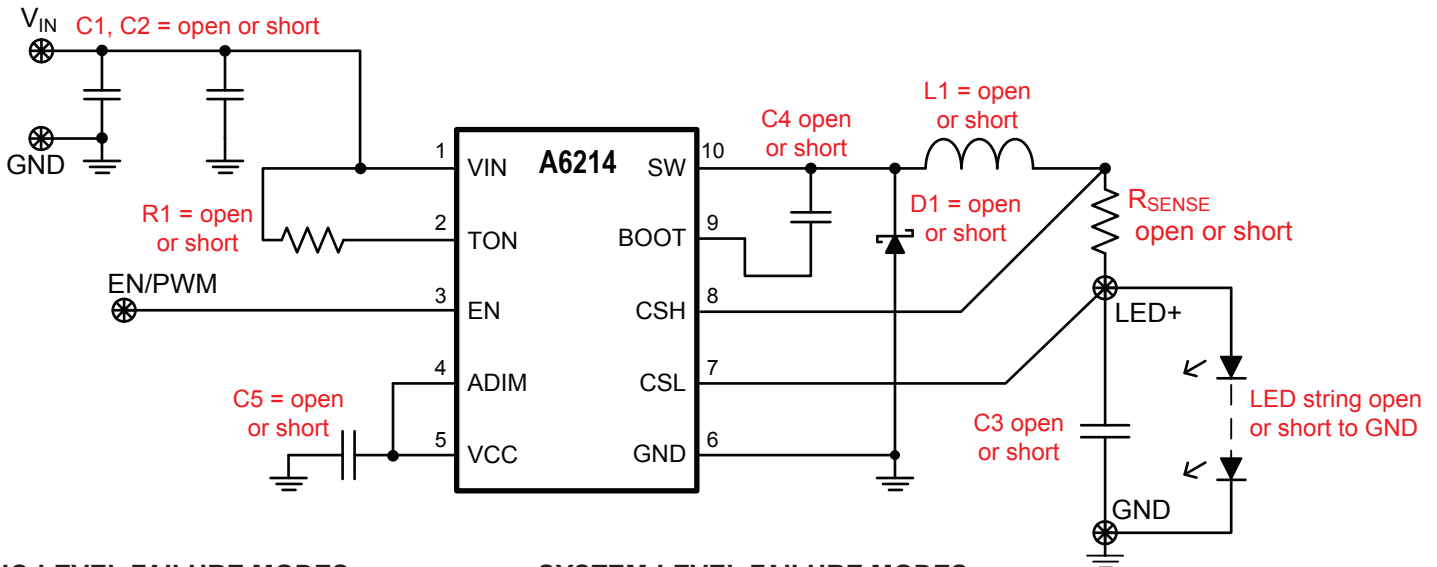 VIN
C1, C2 = open or short
GND
R1 = open
or short
EN/PWM
C5 = open
or short
A6214
1
VIN
2
TON
3
EN
4
ADIM
5
VCC
10
SW
9
BOOT
8
CSH
7
CSL
6
GND
C4 open
or short
L1 = open
or short
D1 = open
or short
RSENSE
open or short
LED+
C3 open
or short
LED string open
or short to GND
GND